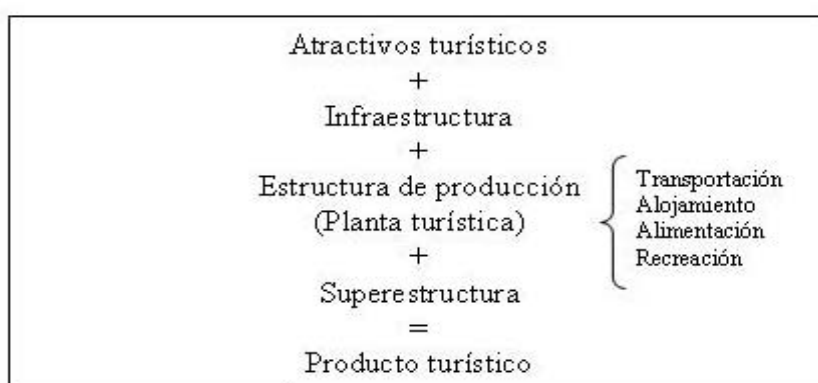 Atractivos turísticos
+
Infraestructura
+
Estructura de producción
(Planta turística)
Transportación
Alojamiento
Alimentación
Recreación
+
Superestructura
=
Producto turístico